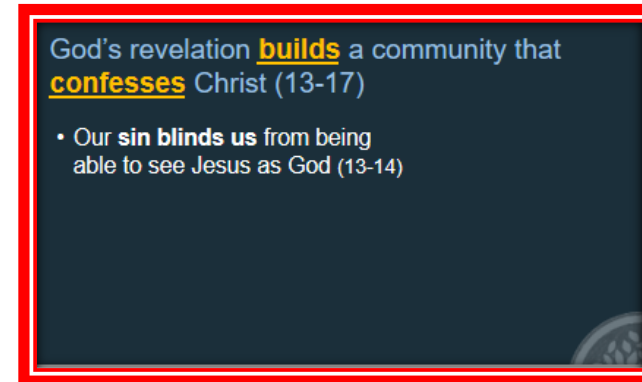 God's revelation builds a community that
confesses Christ (13-17)
• Our sin blinds us from being
able to see Jesus as God (13-14)